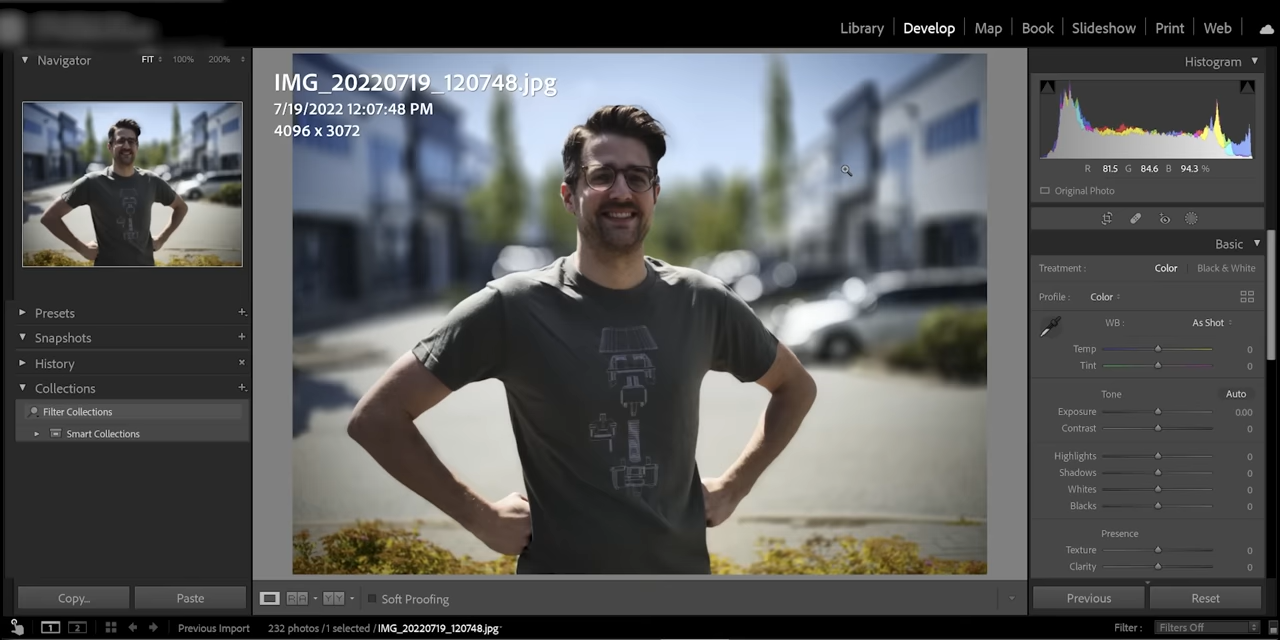 Library | Develop | Map | Book | Slideshow | Print | Web
Navigator FIT 100% 200%
IMG_20220719_120748.jpg
7/19/2022 12:07:48 PM
4096 x 3072
Presets
Snapshots
History
Collections
Filter Collections
Smart Collections
Copy... Paste
Soft Proofing
Histogram
R 81.5 G 84.6 B 94.3 %
Original Photo
Basic
Treatment : Color | Black & White
Profile : Color
WB : As Shot
Temp 0
Tint 0
Tone Auto
Exposure 0.00
Contrast 0
Highlights 0
Shadows 0
Whites 0
Blacks 0
Presence
Texture 0
Clarity 0
Previous Reset
1 2 Previous Import 232 photos / 1 selected / IMG_20220719_120748.jpg Filter : Filters Off